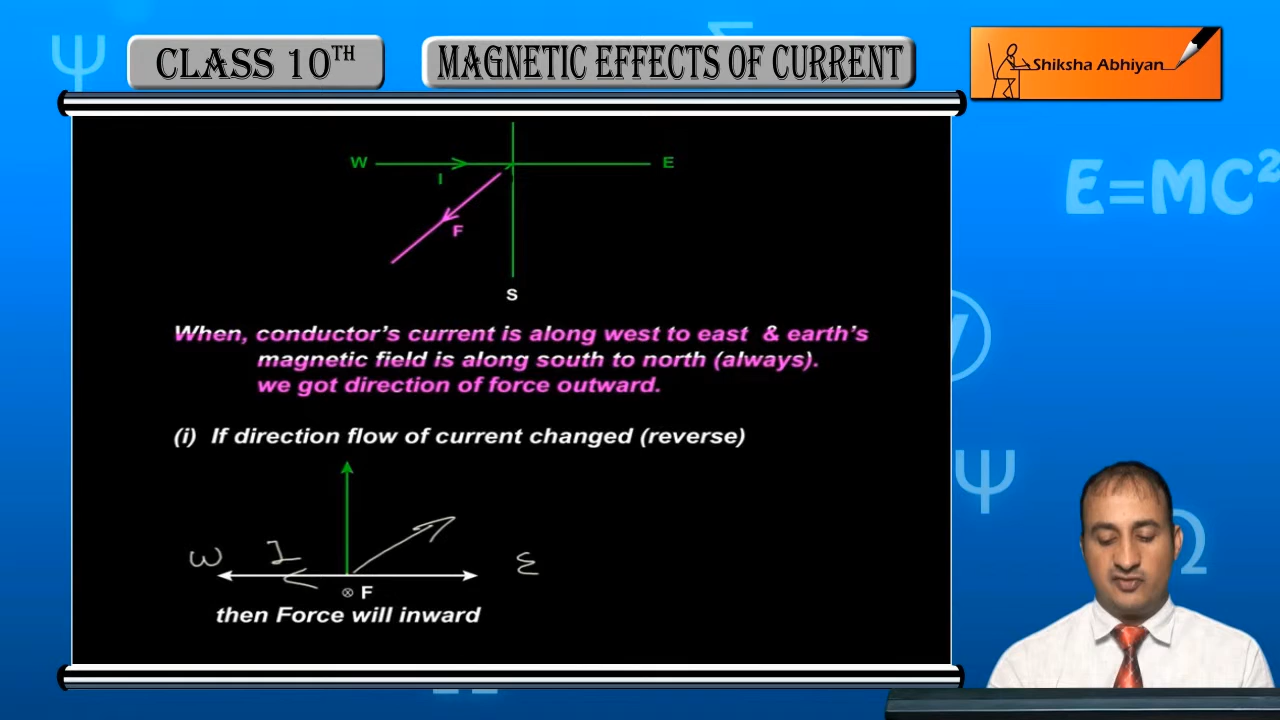 Ψ
CLASS 10TH
MAGNETIC EFFECTS OF CURRENT
Shiksha Abhiyan
E=MC2
W
E
I
F
S
When, conductor's current is along west to east & earth's
magnetic field is along south to north (always).
we got direction of force outward.
(i) If direction flow of current changed (reverse)
W I E
⊗ F
then Force will inward
Ψ
Ω